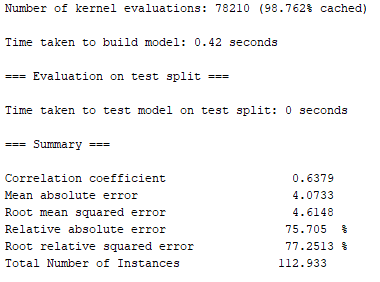 Number of kernel evaluations: 78210 (98.762% cached)
Time taken to build model: 0.42 seconds
=== Evaluation on test split ===
Time taken to test model on test split: 0 seconds
=== Summary ===
Correlation coefficient 0.6379
Mean absolute error 4.0733
Root mean squared error 4.6148
Relative absolute error 75.705 %
Root relative squared error 77.2513 %
Total Number of Instances 112.933